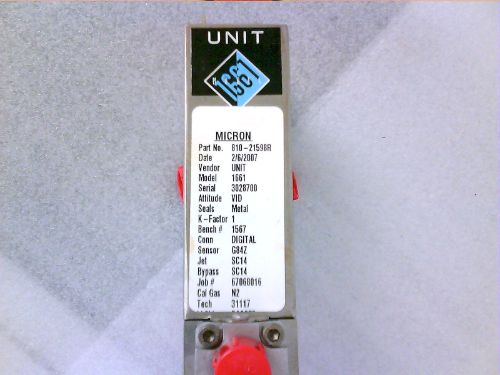 UNIT
1661
MICRON
Part No. 810-21598R
Date 2/6/2007
Vendor UNIT
Model 1661
Serial 3028700
Attitude VID
Seals Metal
K-Factor 1
Bench # 1567
Conn DIGITAL
Sensor G84Z
Jet SC14
Bypass SC14
Job # 67060016
Cal Gas N2
Tech 31117